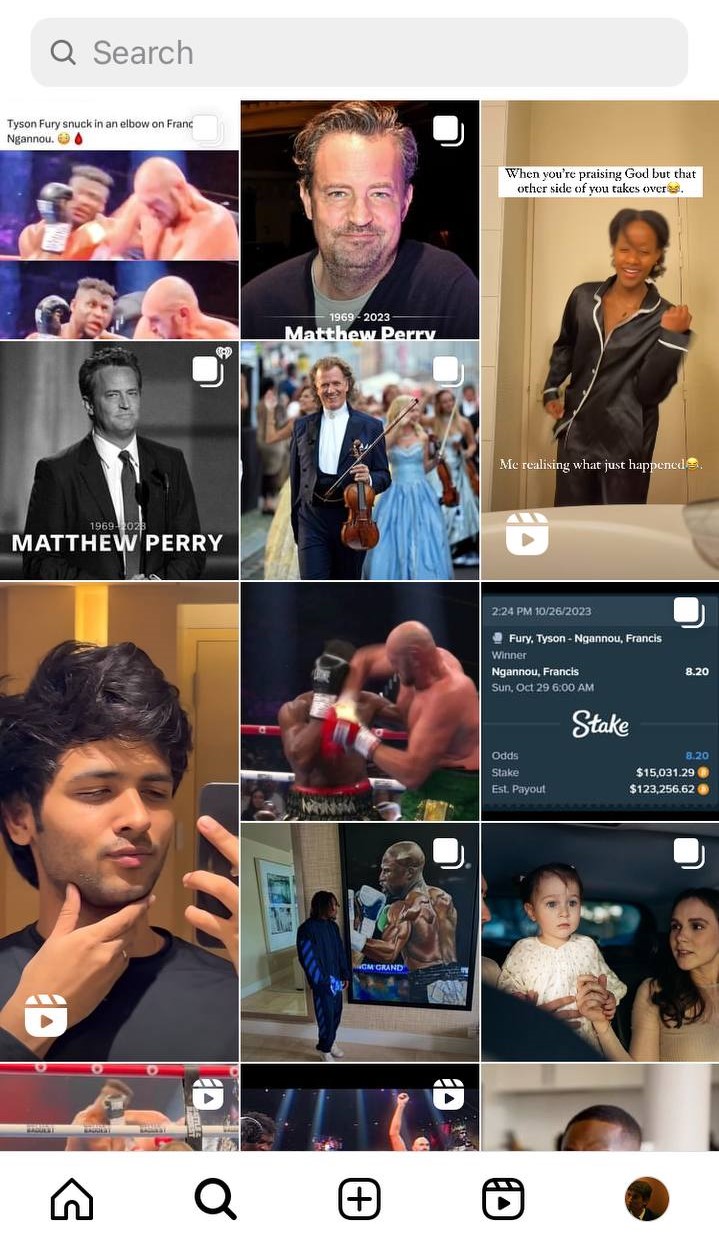 Search
Tyson Fury snuck in an elbow on Franc
Ngannou. 😳🩸
1969 - 2023
Matthew Perry
When you're praising God but that
other side of you takes over😂.
Me realising what just happened😂.
1969-2023
MATTHEW PERRY
2:24 PM 10/26/2023
Fury, Tyson - Ngannou, Francis
Winner
Ngannou, Francis 8.20
Sun, Oct 29 6:00 AM
Stake
Odds 8.20
Stake $15,031.29
Est. Payout $123,256.62
MGM GRAND
BADDEST
BADDEST
BADDEST